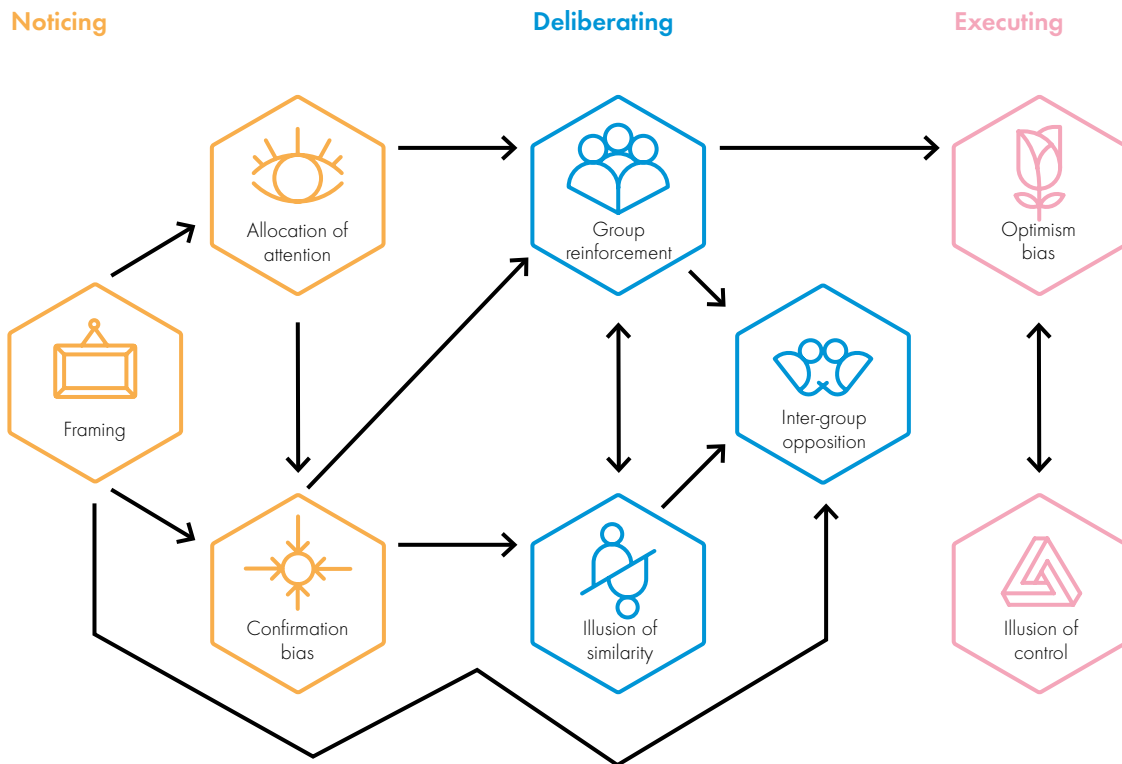 Noticing
Deliberating
Executing
Allocation of
attention
Group
reinforcement
Optimism
bias
Framing
Inter-group
opposition
Confirmation
bias
Illusion of
similarity
Illusion of
control